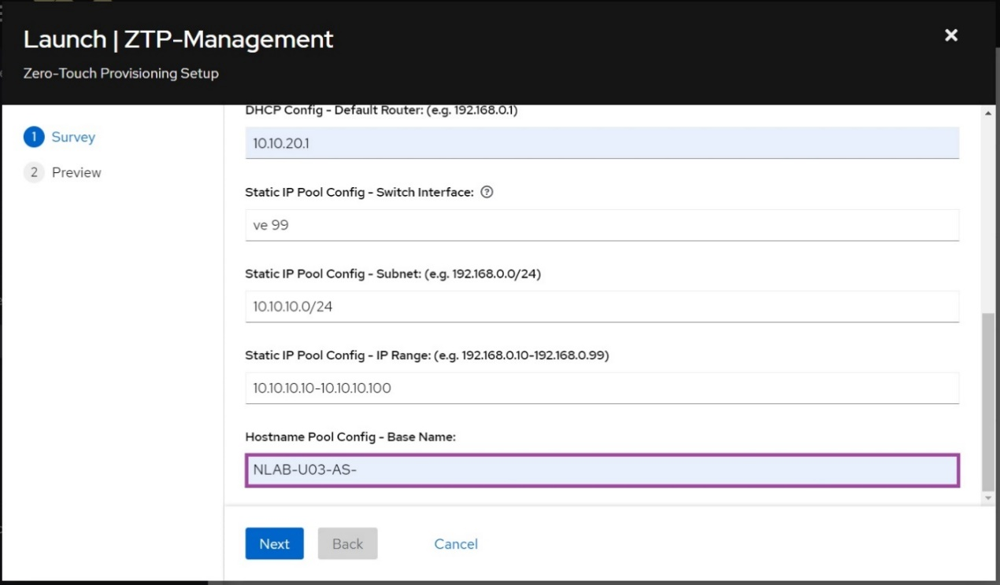 Launch | ZTP-Management
Zero-Touch Provisioning Setup
1 Survey
2 Preview
DHCP Config - Default Router: (e.g. 192.168.0.1)
10.10.20.1
Static IP Pool Config - Switch Interface: ?
ve 99
Static IP Pool Config - Subnet: (e.g. 192.168.0.0/24)
10.10.10.0/24
Static IP Pool Config - IP Range: (e.g. 192.168.0.10-192.168.0.99)
10.10.10.10-10.10.10.100
Hostname Pool Config - Base Name:
NLAB-U03-AS-
Next Back Cancel